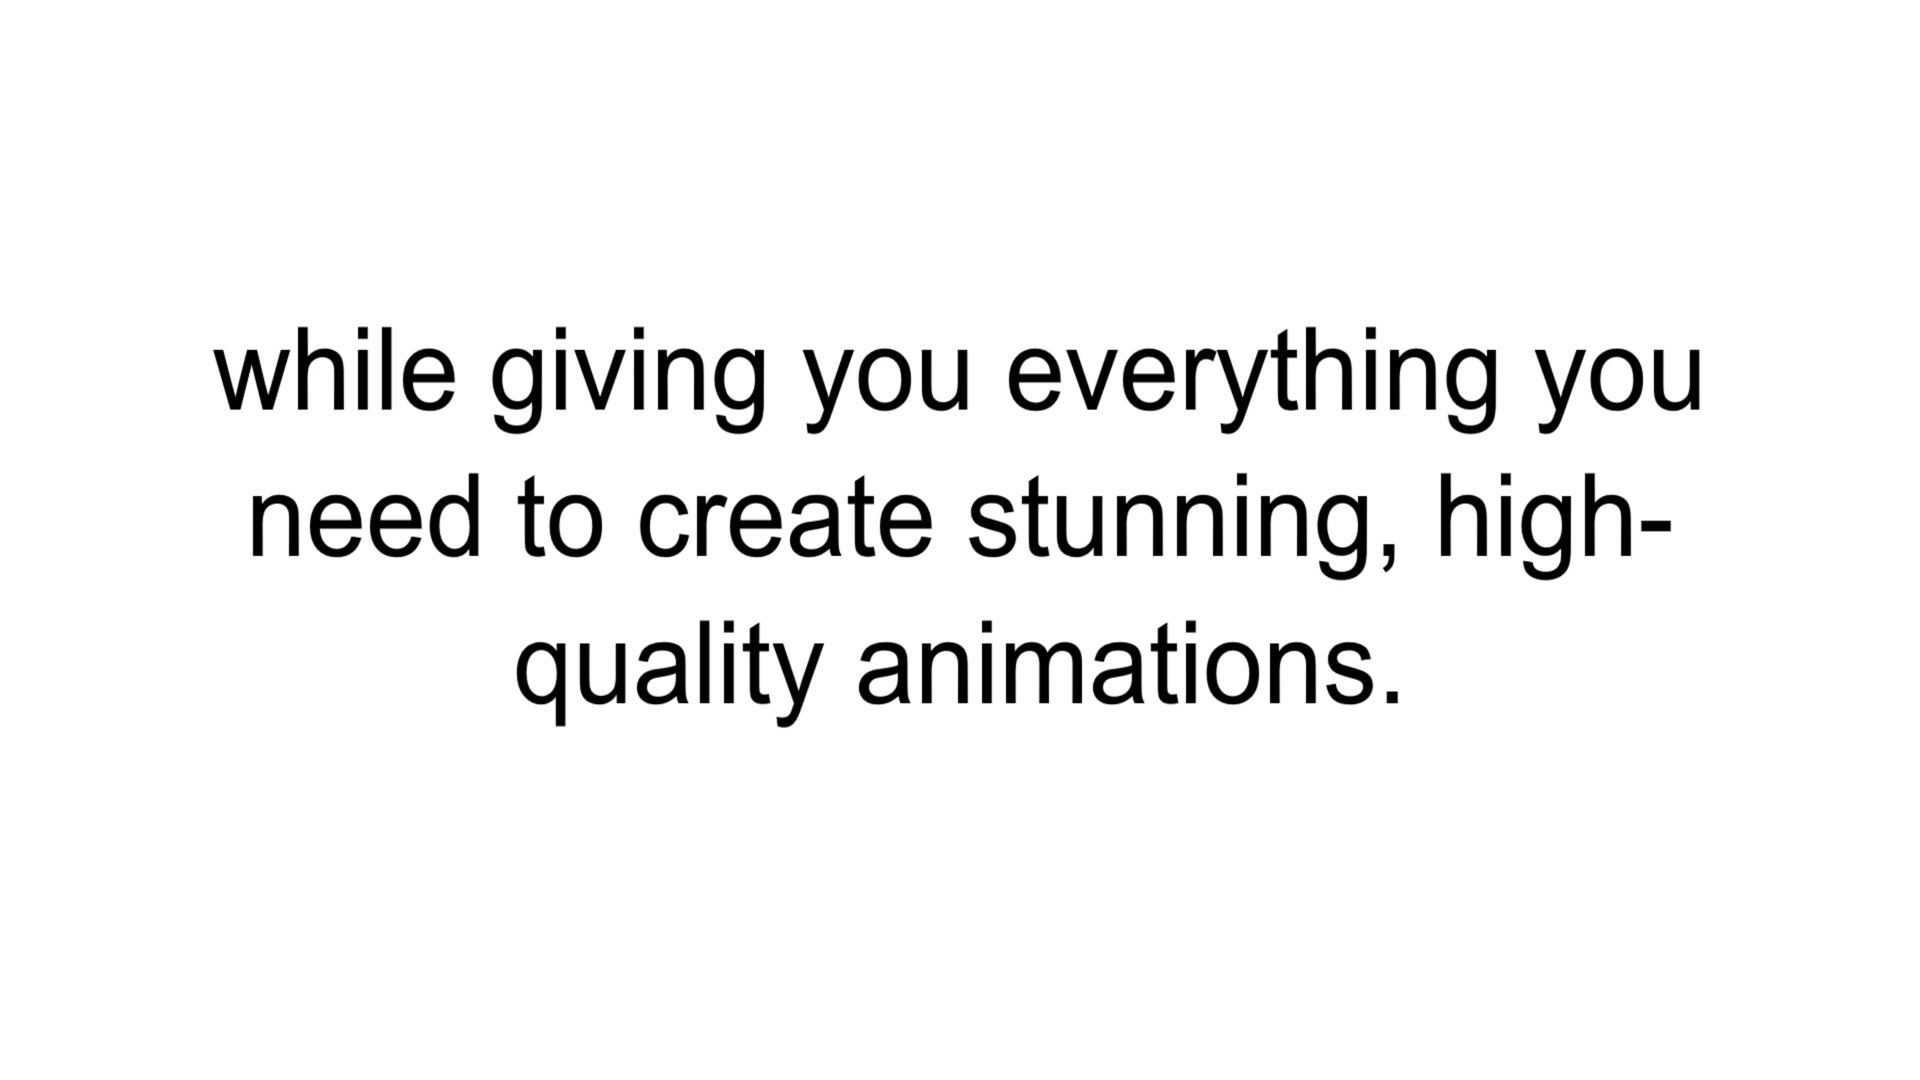 while giving you everything you
need to create stunning, high-
quality animations.